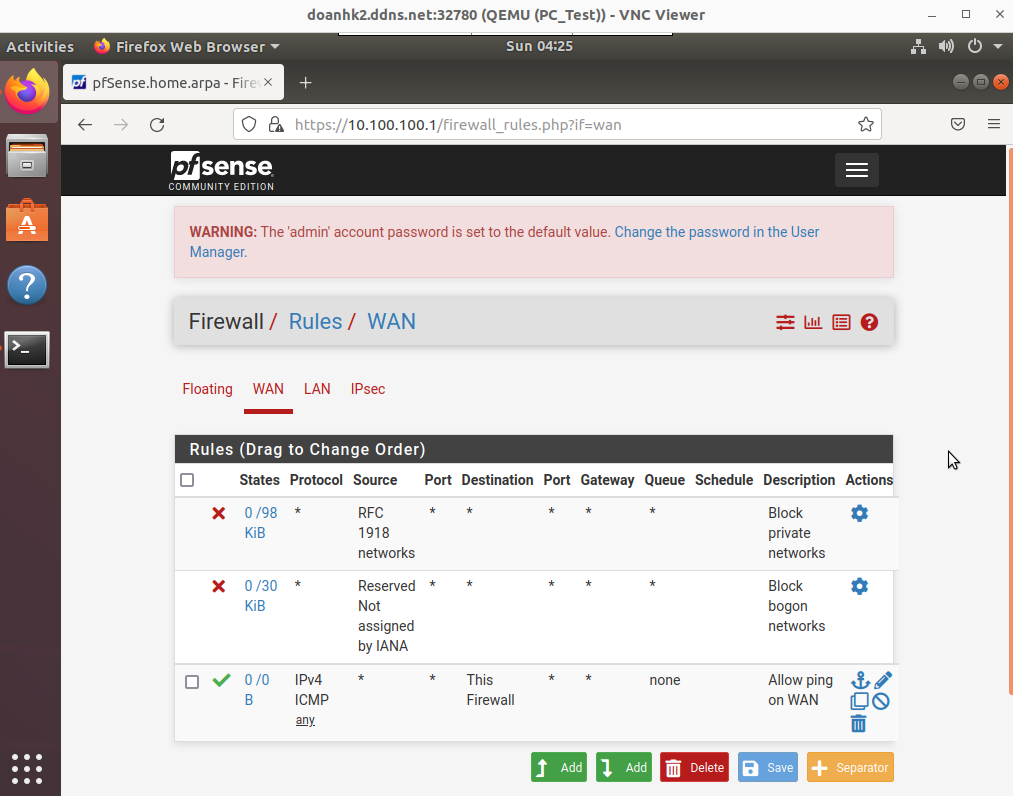 doanhk2.ddns.net:32780 (QEMU (PC_Test)) - VNC Viewer
Activities Firefox Web Browser Sun 04:25
pfSense.home.arpa - Fire
https://10.100.100.1/firewall_rules.php?if=wan
pfsense
COMMUNITY EDITION
WARNING: The 'admin' account password is set to the default value. Change the password in the User
Manager.
Firewall / Rules / WAN
Floating WAN LAN IPsec
Rules (Drag to Change Order)
States Protocol Source Port Destination Port Gateway Queue Schedule Description Actions
0 /98 * RFC * * * * * Block
KiB 1918 private
networks networks
0 /30 * Reserved * * * * * Block
KiB Not bogon
assigned networks
by IANA
0 /0 IPv4 * * This * * none Allow ping
B ICMP Firewall on WAN
any
Add Add Delete Save Separator